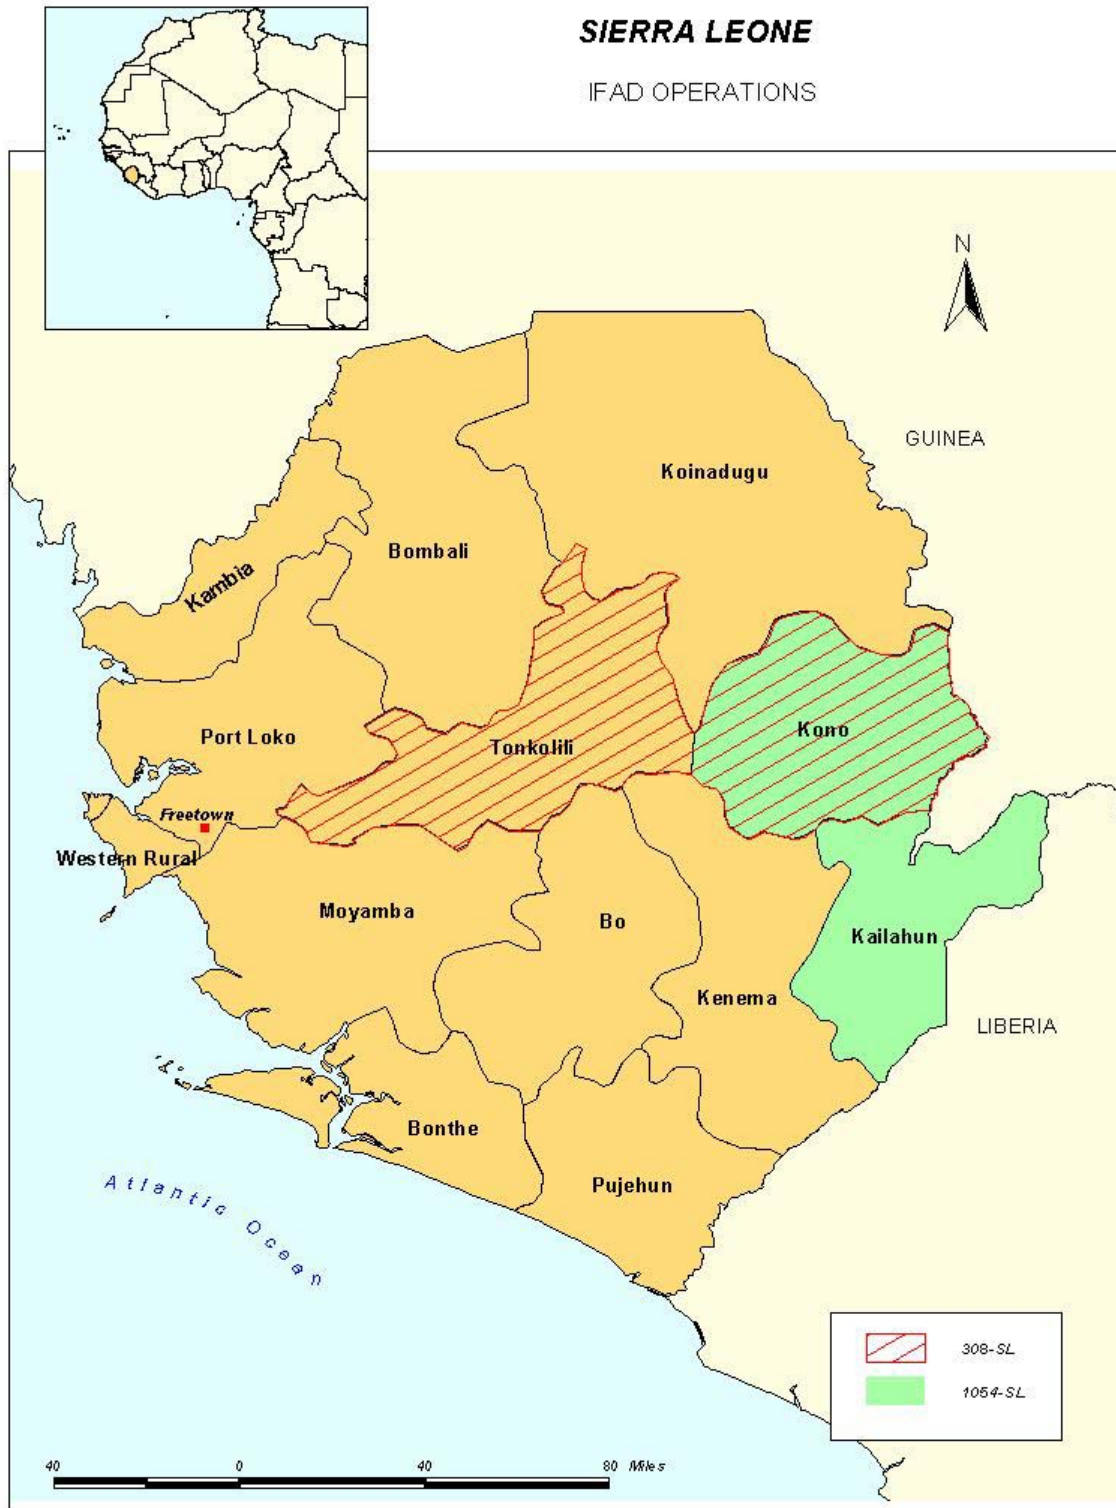 SIERRA LEONE
IFAD OPERATIONS
N
GUINEA
Koinadugu
Bombali
Kambia
Kono
Port Loko
Tonkolili
Freetown
Western Rural
Moyamba
Bo
Kailahun
Kenema
LIBERIA
Bonthe
Pujehun
Atlantic Ocean
308-SL
1054-SL
40 0 40 80 Miles